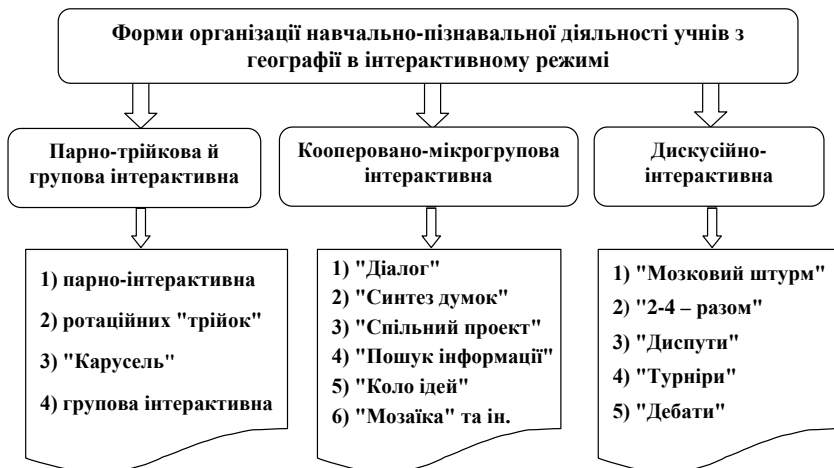 Форми організації навчально-пізнавальної діяльності учнів з
географії в інтерактивному режимі
Парно-трійкова й
групова інтерактивна
Кооперовано-мікрогрупова
інтерактивна
Дискусійно-
інтерактивна
1) парно-інтерактивна
2) ротаційних "трійок"
3) "Карусель"
4) групова інтерактивна
1) "Діалог"
2) "Синтез думок"
3) "Спільний проект"
4) "Пошук інформації"
5) "Коло ідей"
6) "Мозаїка" та ін.
1) "Мозковий штурм"
2) "2-4 – разом"
3) "Диспути"
4) "Турніри"
5) "Дебати"